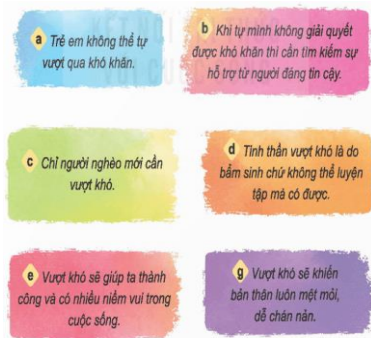 a Trẻ em không thể tự
vượt qua khó khăn.
b Khi tự mình không giải quyết
được khó khăn thì cần tìm kiếm sự
hỗ trợ từ người đáng tin cậy.
c Chỉ người nghèo mới cần
vượt khó.
d Tinh thần vượt khó là do
bẩm sinh chứ không thể luyện
tập mà có được.
e Vượt khó sẽ giúp ta thành
công và có nhiều niềm vui trong
cuộc sống.
g Vượt khó sẽ khiến
bản thân luôn mệt mỏi,
dễ chán nản.